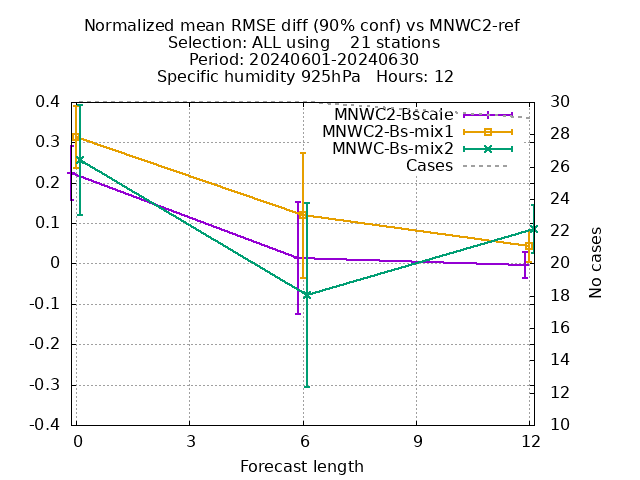 Normalized mean RMSE diff (90% conf) vs MNWC2-ref
Selection: ALL using    21 stations
Period: 20240601-20240630
Specific humidity 925hPa   Hours: 12
MNWC2-Bscale
MNWC2-Bs-mix1
MNWC-Bs-mix2
Cases
0.4
0.3
0.2
0.1
0
-0.1
-0.2
-0.3
-0.4
30
28
26
24
22
20
18
16
14
12
10
No cases
0 3 6 9 12
Forecast length